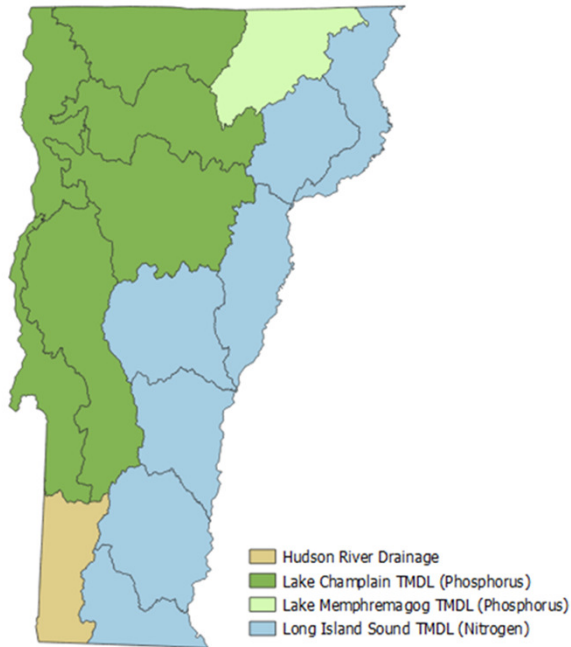 Hudson River Drainage
Lake Champlain TMDL (Phosphorus)
Lake Memphremagog TMDL (Phosphorus)
Long Island Sound TMDL (Nitrogen)